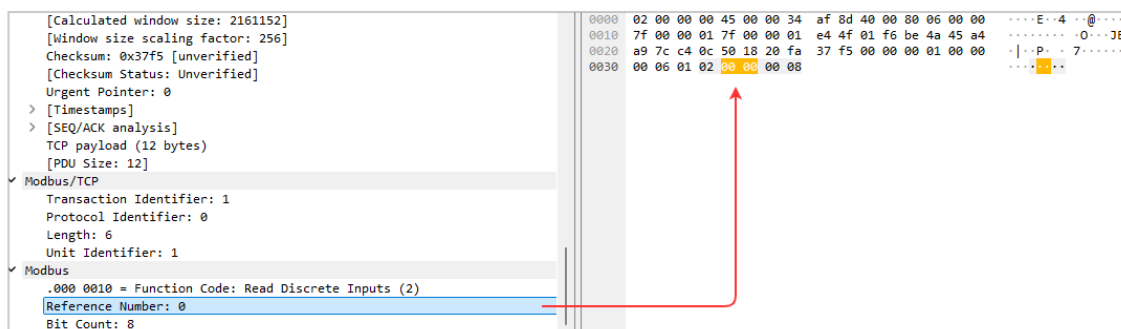 [Calculated window size: 2161152]
[Window size scaling factor: 256]
Checksum: 0x37f5 [unverified]
[Checksum Status: Unverified]
Urgent Pointer: 0
[Timestamps]
[SEQ/ACK analysis]
TCP payload (12 bytes)
[PDU Size: 12]
Modbus/TCP
Transaction Identifier: 1
Protocol Identifier: 0
Length: 6
Unit Identifier: 1
Modbus
.000 0010 = Function Code: Read Discrete Inputs (2)
Reference Number: 0
Bit Count: 8
0000 02 00 00 00 45 00 00 34 af 8d 40 00 80 06 00 00 ····E··4 ··@····
0010 7f 00 00 01 7f 00 00 01 e4 4f 01 f6 be 4a 45 a4 ········ ·O···JE
0020 a9 7c c4 0c 50 18 20 fa 37 f5 00 00 00 01 00 00 ·|··P· · 7······
0030 00 06 01 02 00 00 00 08 ········